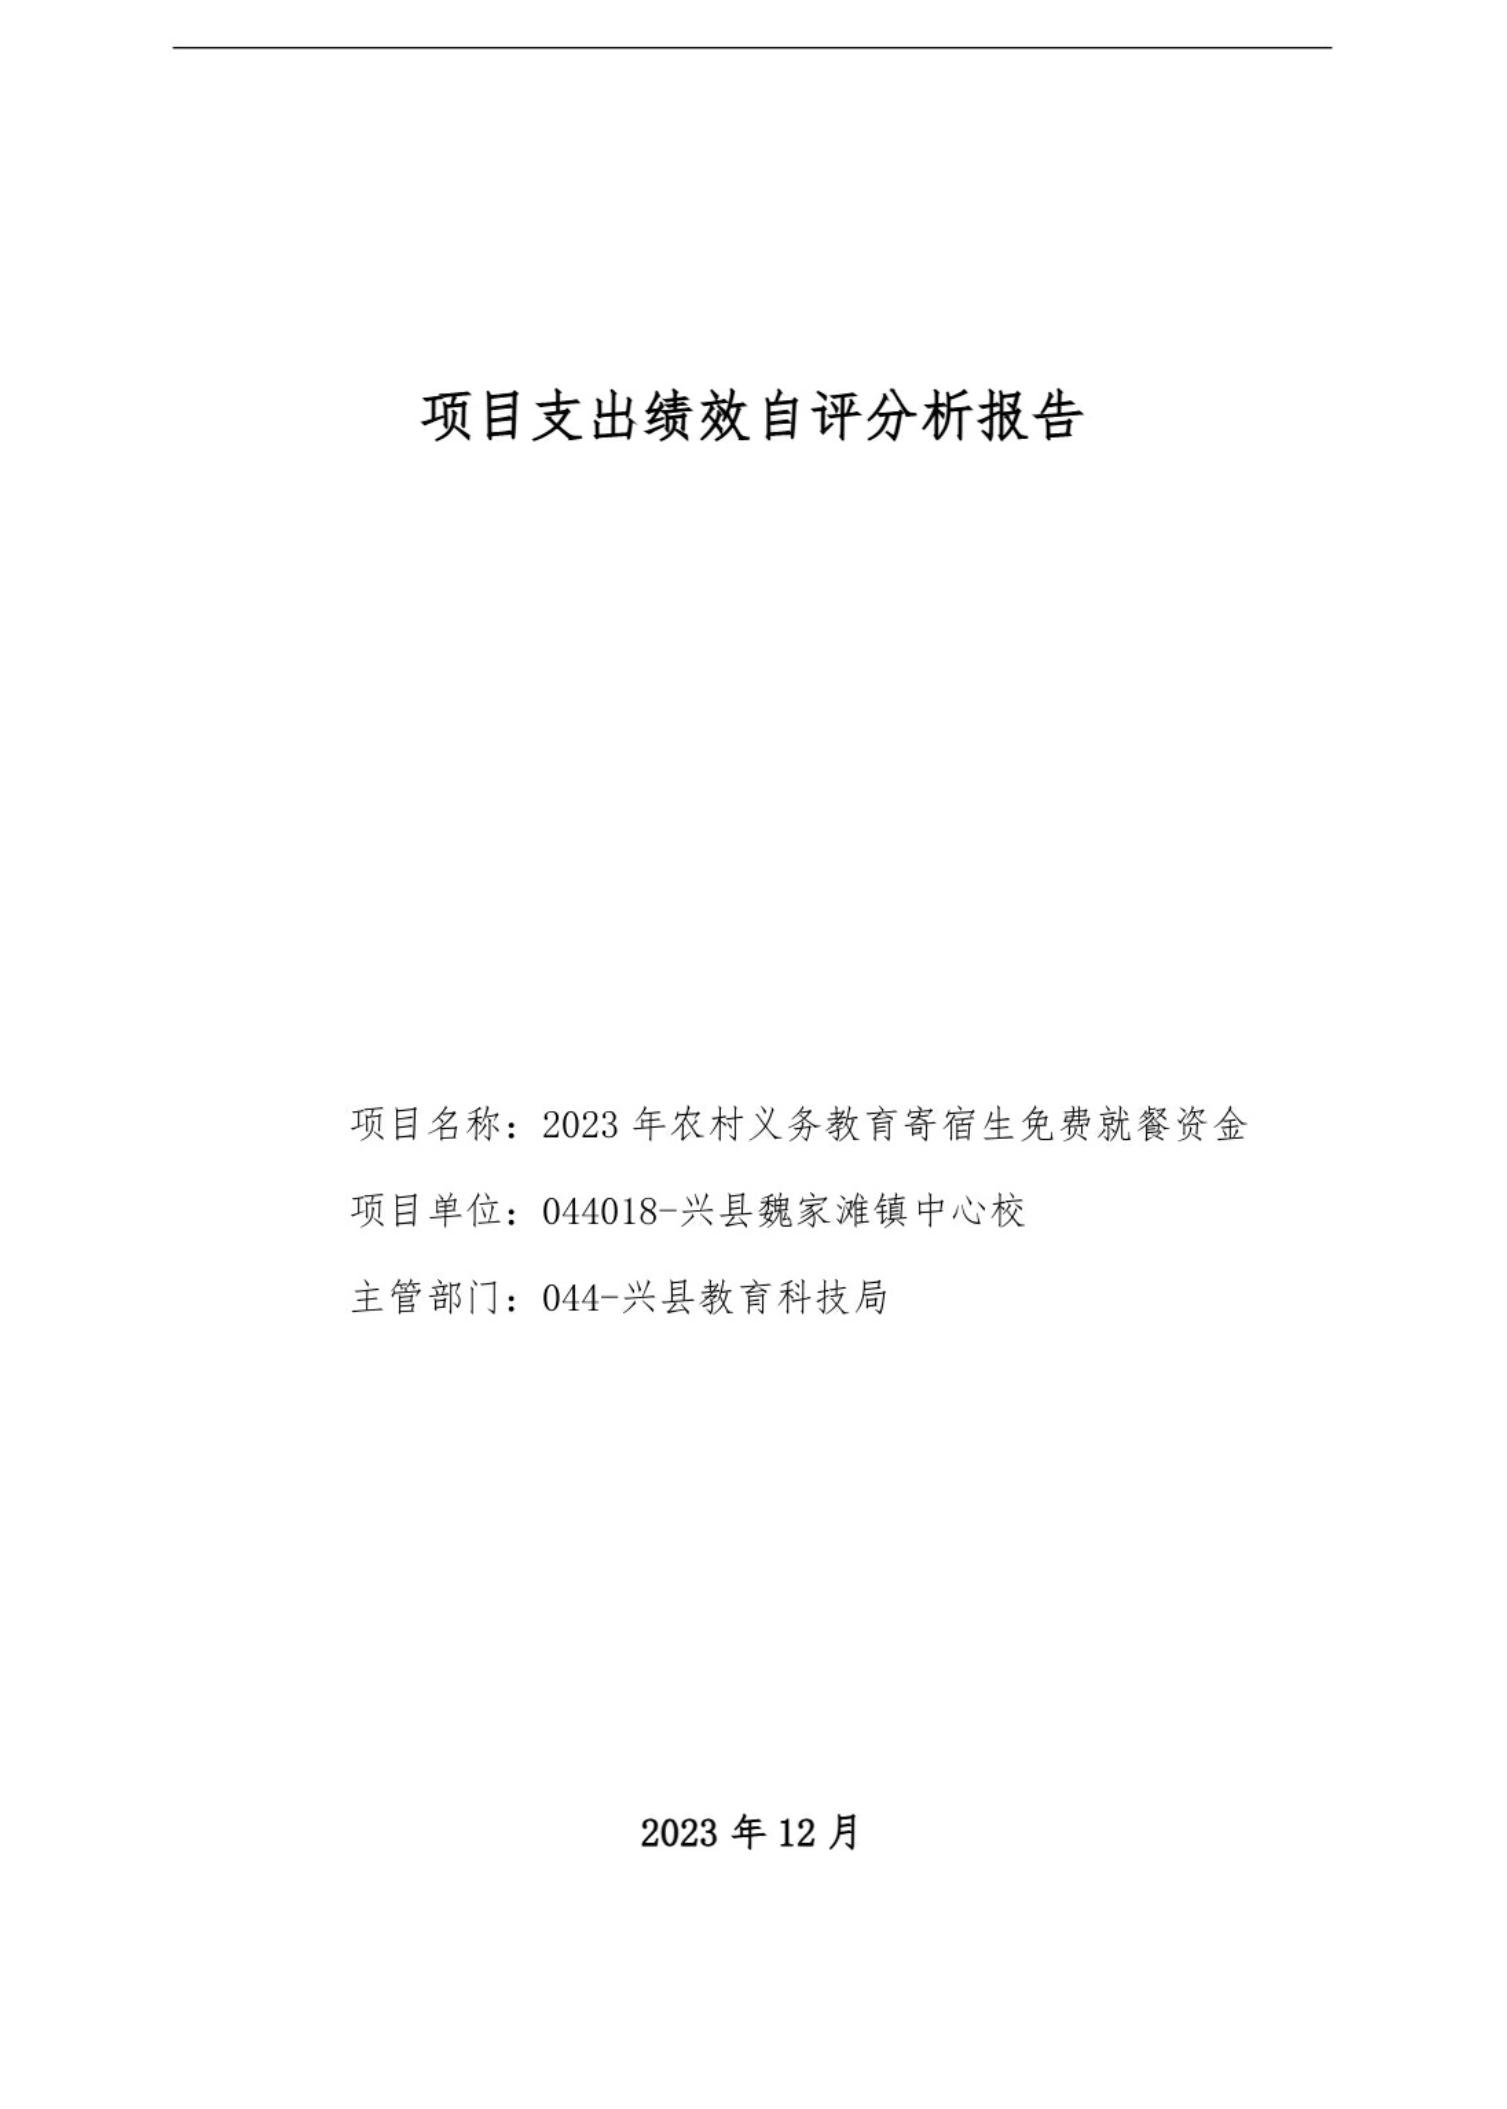 项目支出绩效自评分析报告
项目名称：2023 年农村义务教育寄宿生免费就餐资金
项目单位：044018-兴县魏家滩镇中心校
主管部门：044-兴县教育科技局
2023 年 12 月